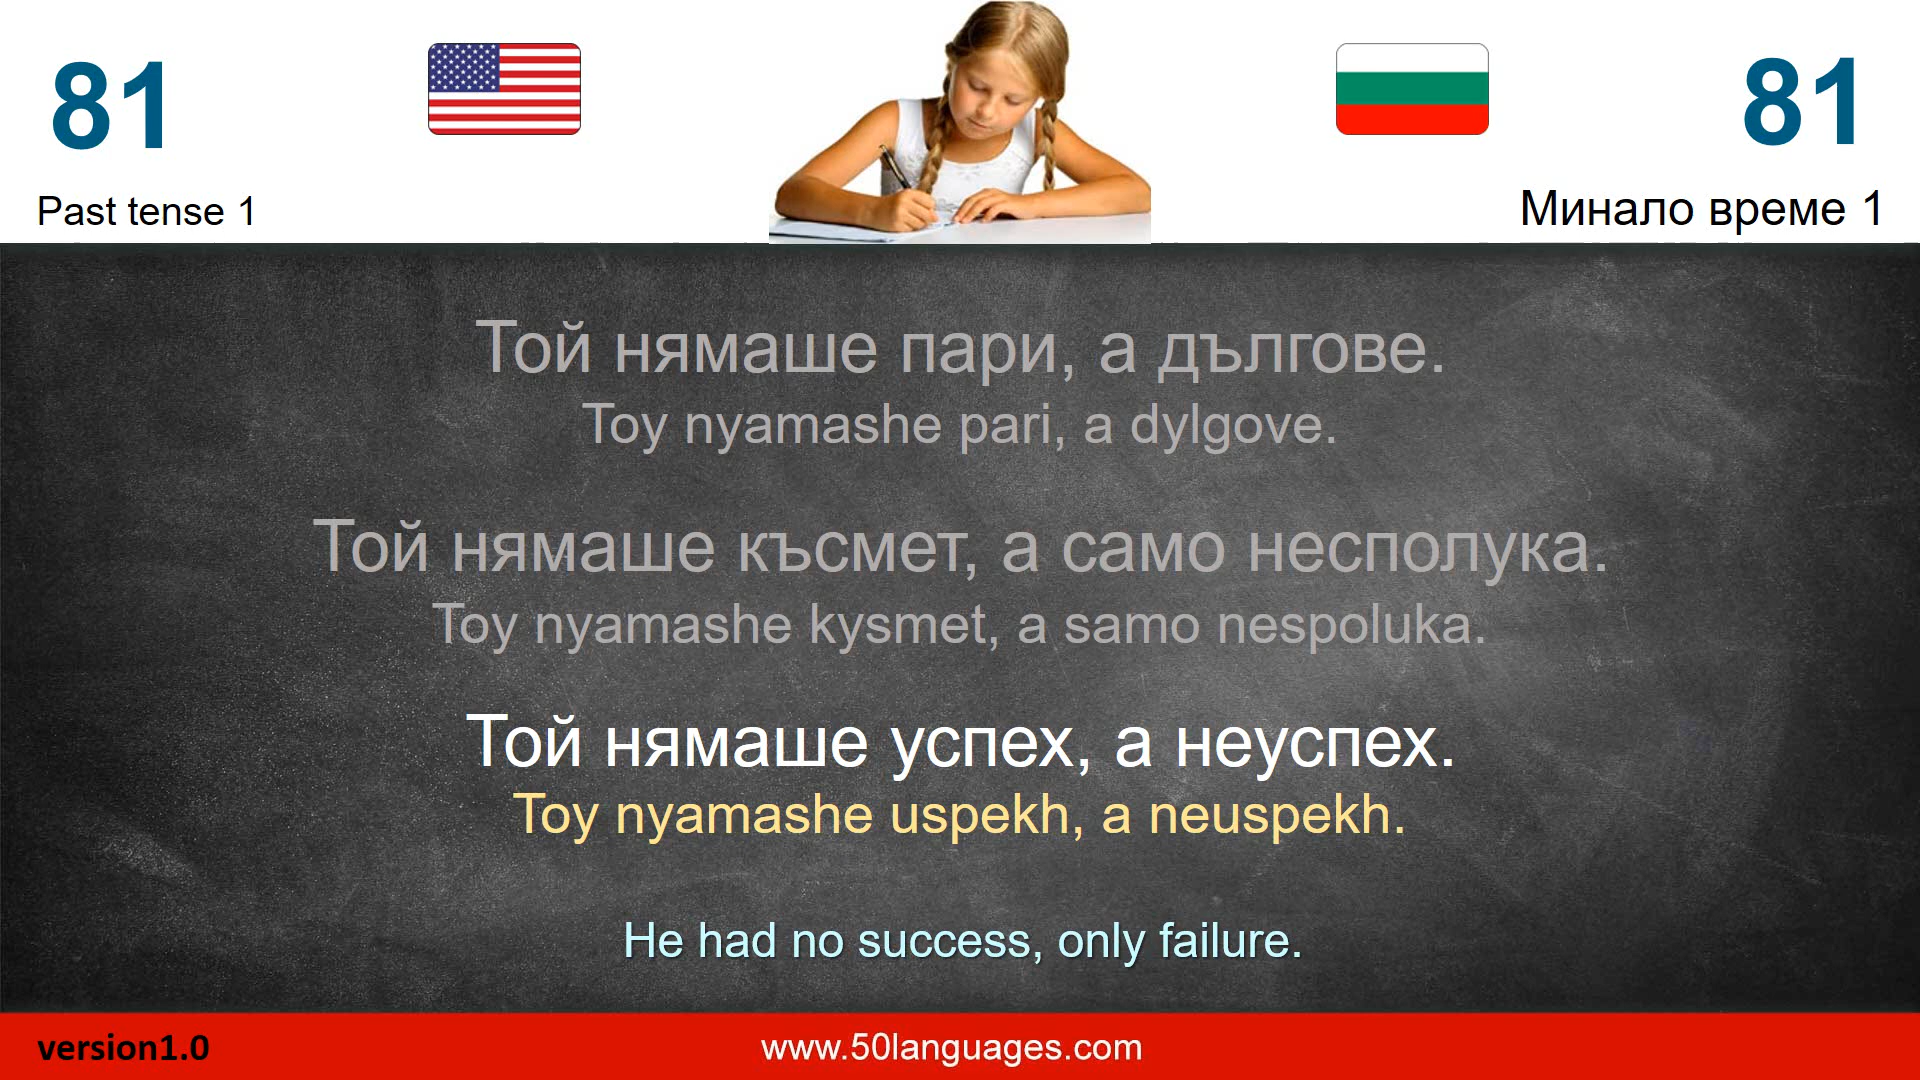 81
81
Past tense 1
Минало време 1
Той нямаше пари, а дългове.
Toy nyamashe pari, a dylgove.
Той нямаше късмет, а само несполука.
Toy nyamashe kysmet, a samo nespoluka.
Той нямаше успех, а неуспех.
Toy nyamashe uspekh, a neuspekh.
He had no success, only failure.
version1.0
www.50languages.com